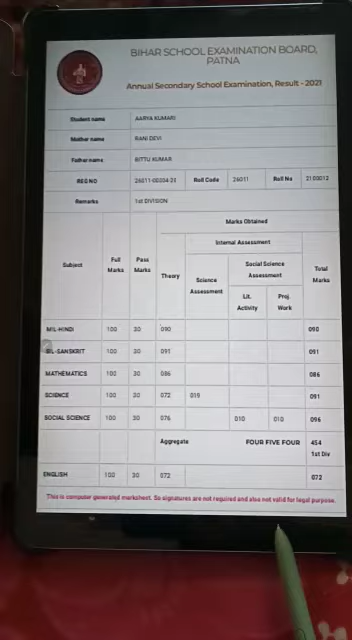 BIHAR SCHOOL EXAMINATION BOARD,
PATNA
Annual Secondary School Examination, Result - 2021
Student name AARYA KUMARI
Mother name RANI DEVI
Father name BITTU KUMAR
REG NO 26011-00304-21 Roll Code 26011 Roll No 2100012
Remarks 1st DIVISION
Subject Full Marks Pass Marks Marks Obtained
Theory Internal Assessment Total Marks
Science Assessment Social Science Assessment
Lit. Activity Proj. Work
MIL-HINDI 100 30 090 090
SIL-SANSKRIT 100 30 091 091
MATHEMATICS 100 30 086 086
SCIENCE 100 30 072 019 091
SOCIAL SCIENCE 100 30 076 010 010 096
Aggregate FOUR FIVE FOUR 454
1st Div
ENGLISH 100 30 072 072
This is computer generated marksheet. So signatures are not required and also not valid for legal purpose.